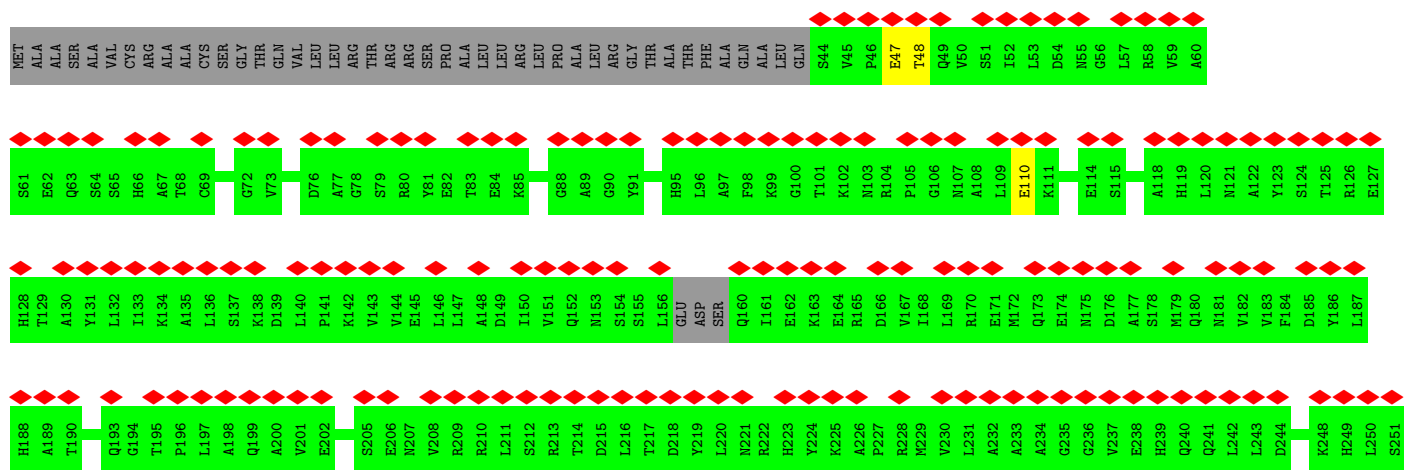 MET ALA ALA SER ALA VAL CYS ARG ALA ALA CYS SER GLY THR GLN VAL LEU LEU ARG THR ARG ARG SER PRO ALA LEU LEU ARG LEU PRO ALA LEU ARG GLY THR ALA THR PHE ALA GLN ALA LEU GLN S44 V45 P46 E47 T48 Q49 V50 S51 I52 L53 D54 N55 G56 L57 R58 V59 A60
S61 E62 Q63 S64 S65 H66 A67 T68 C69 G72 V73 D76 A77 G78 S79 R80 Y81 E82 T83 E84 K85 G88 A89 G90 Y91 H95 L96 A97 F98 K99 G100 T101 K102 N103 R104 P105 G106 N107 A108 L109 E110 K111 E114 S115 A118 H119 L120 N121 A122 Y123 S124 T125 R126 E127
H128 T129 A130 Y131 L132 I133 K134 A135 L136 S137 K138 D139 L140 P141 K142 V143 V144 E145 L146 L147 A148 D149 I150 V151 Q152 N153 S154 S155 L156 GLU ASP SER Q160 I161 E162 K163 E164 R165 D166 V167 I168 L169 R170 E171 M172 Q173 E174 N175 D176 A177 S178 M179 Q180 N181 V182 V183 F184 D185 Y186 L187
H188 A189 T190 Q193 G194 T195 P196 L197 A198 Q199 A200 V201 E202 S205 E206 N207 V208 R209 R210 L211 S212 R213 T214 D215 L216 T217 D218 Y219 L220 N221 R222 H223 Y224 K225 A226 P227 R228 M229 V230 L231 A232 A233 A234 G235 G236 V237 E238 H239 Q240 Q241 L242 L243 D244 K248 H249 L250 S251